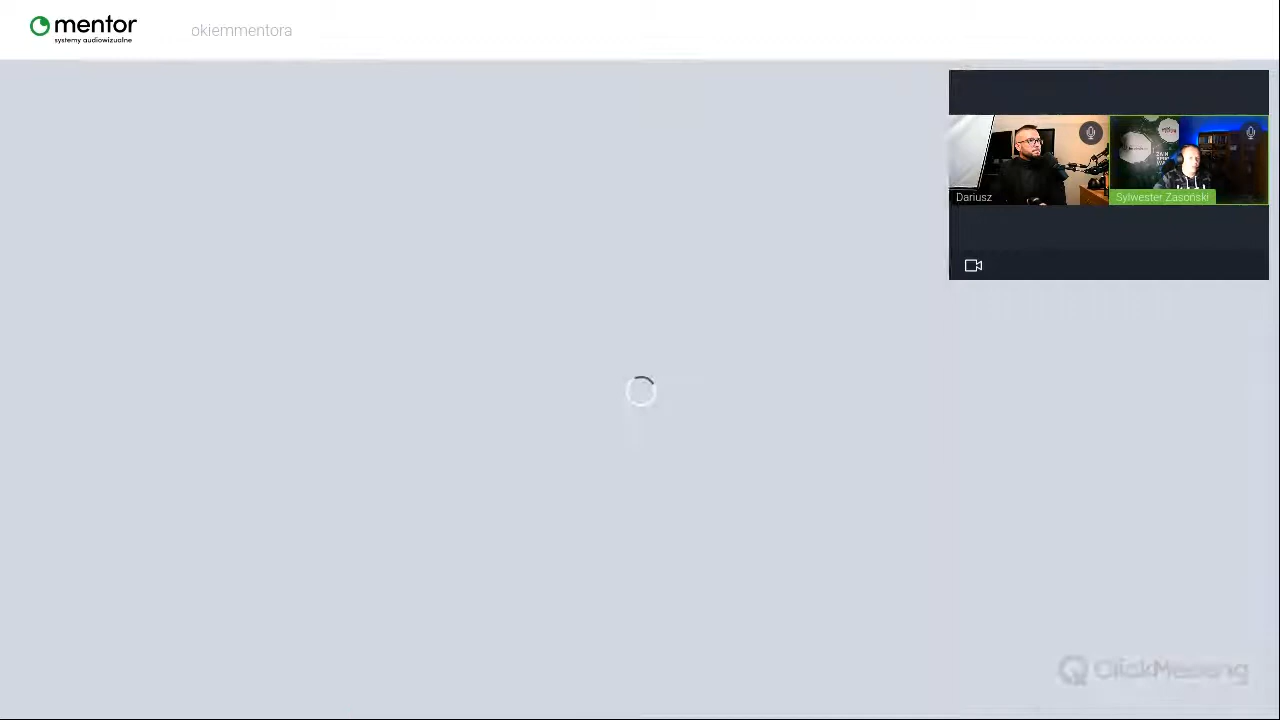 mentor
systemy audiowizualne
okiemmentora
Dariusz
Sylwester Zasoński
ClickMeeting